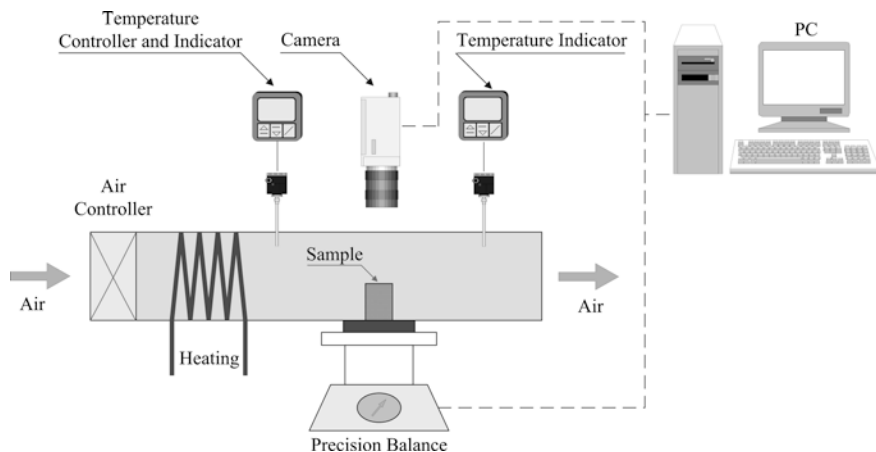 Temperature
Controller and Indicator
Camera
Temperature Indicator
PC
Air
Controller
Sample
Air
Air
Heating
Precision Balance